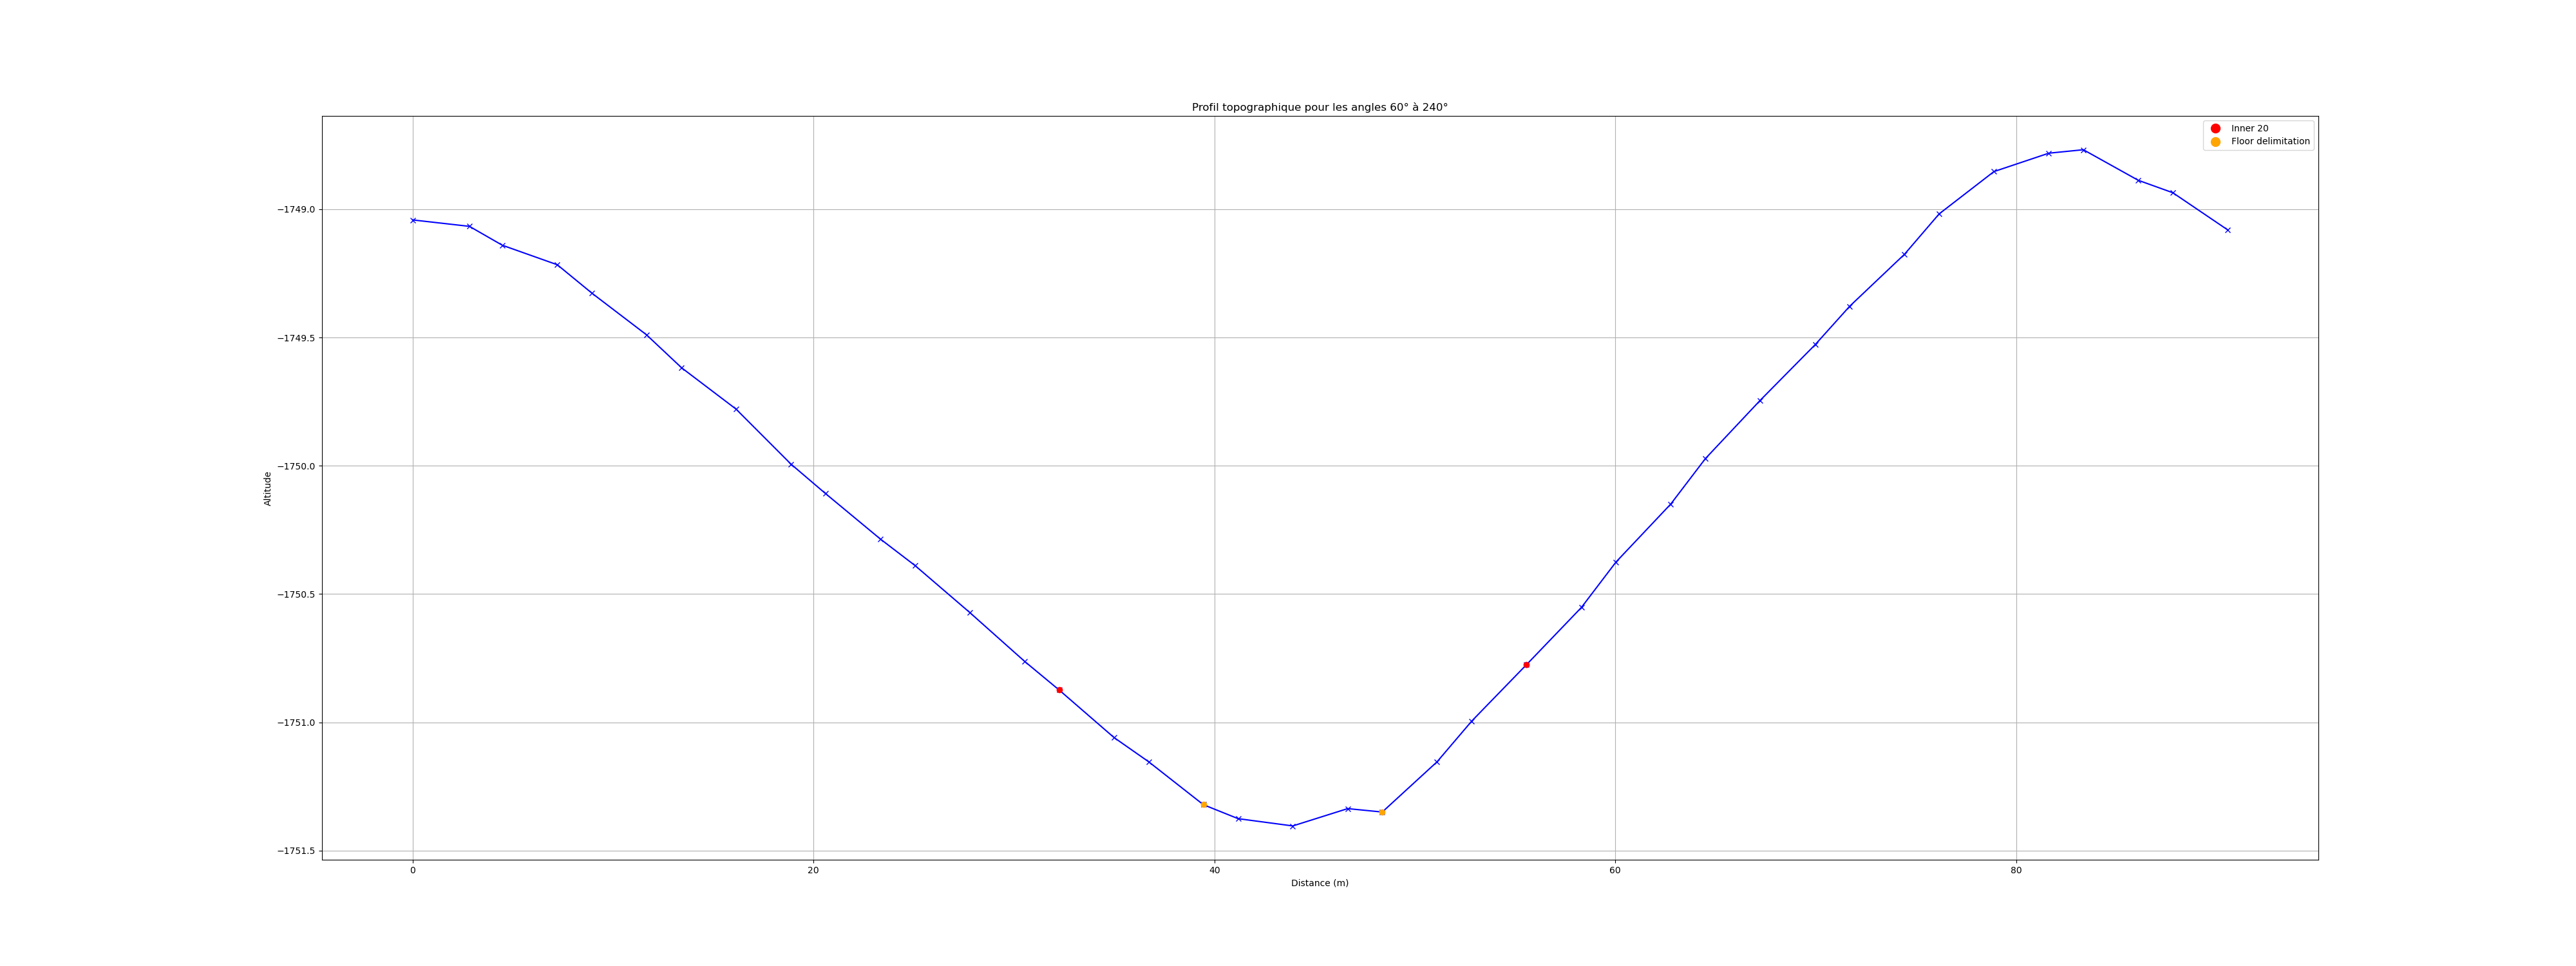 Profil topographique pour les angles 60° à 240°
Inner 20
Floor delimitation
Altitude
−1749.0
−1749.5
−1750.0
−1750.5
−1751.0
−1751.5
0 20 40 60 80
Distance (m)